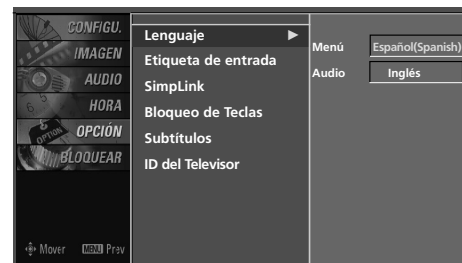 CONFIGU.
IMAGEN
AUDIO
HORA
OPCIÓN
BLOQUEAR
Mover MENU Prev
Lenguaje ►
Etiqueta de entrada
SimpLink
Bloqueo de Teclas
Subtítulos
ID del Televisor
Menú Español(Spanish)
Audio Inglés